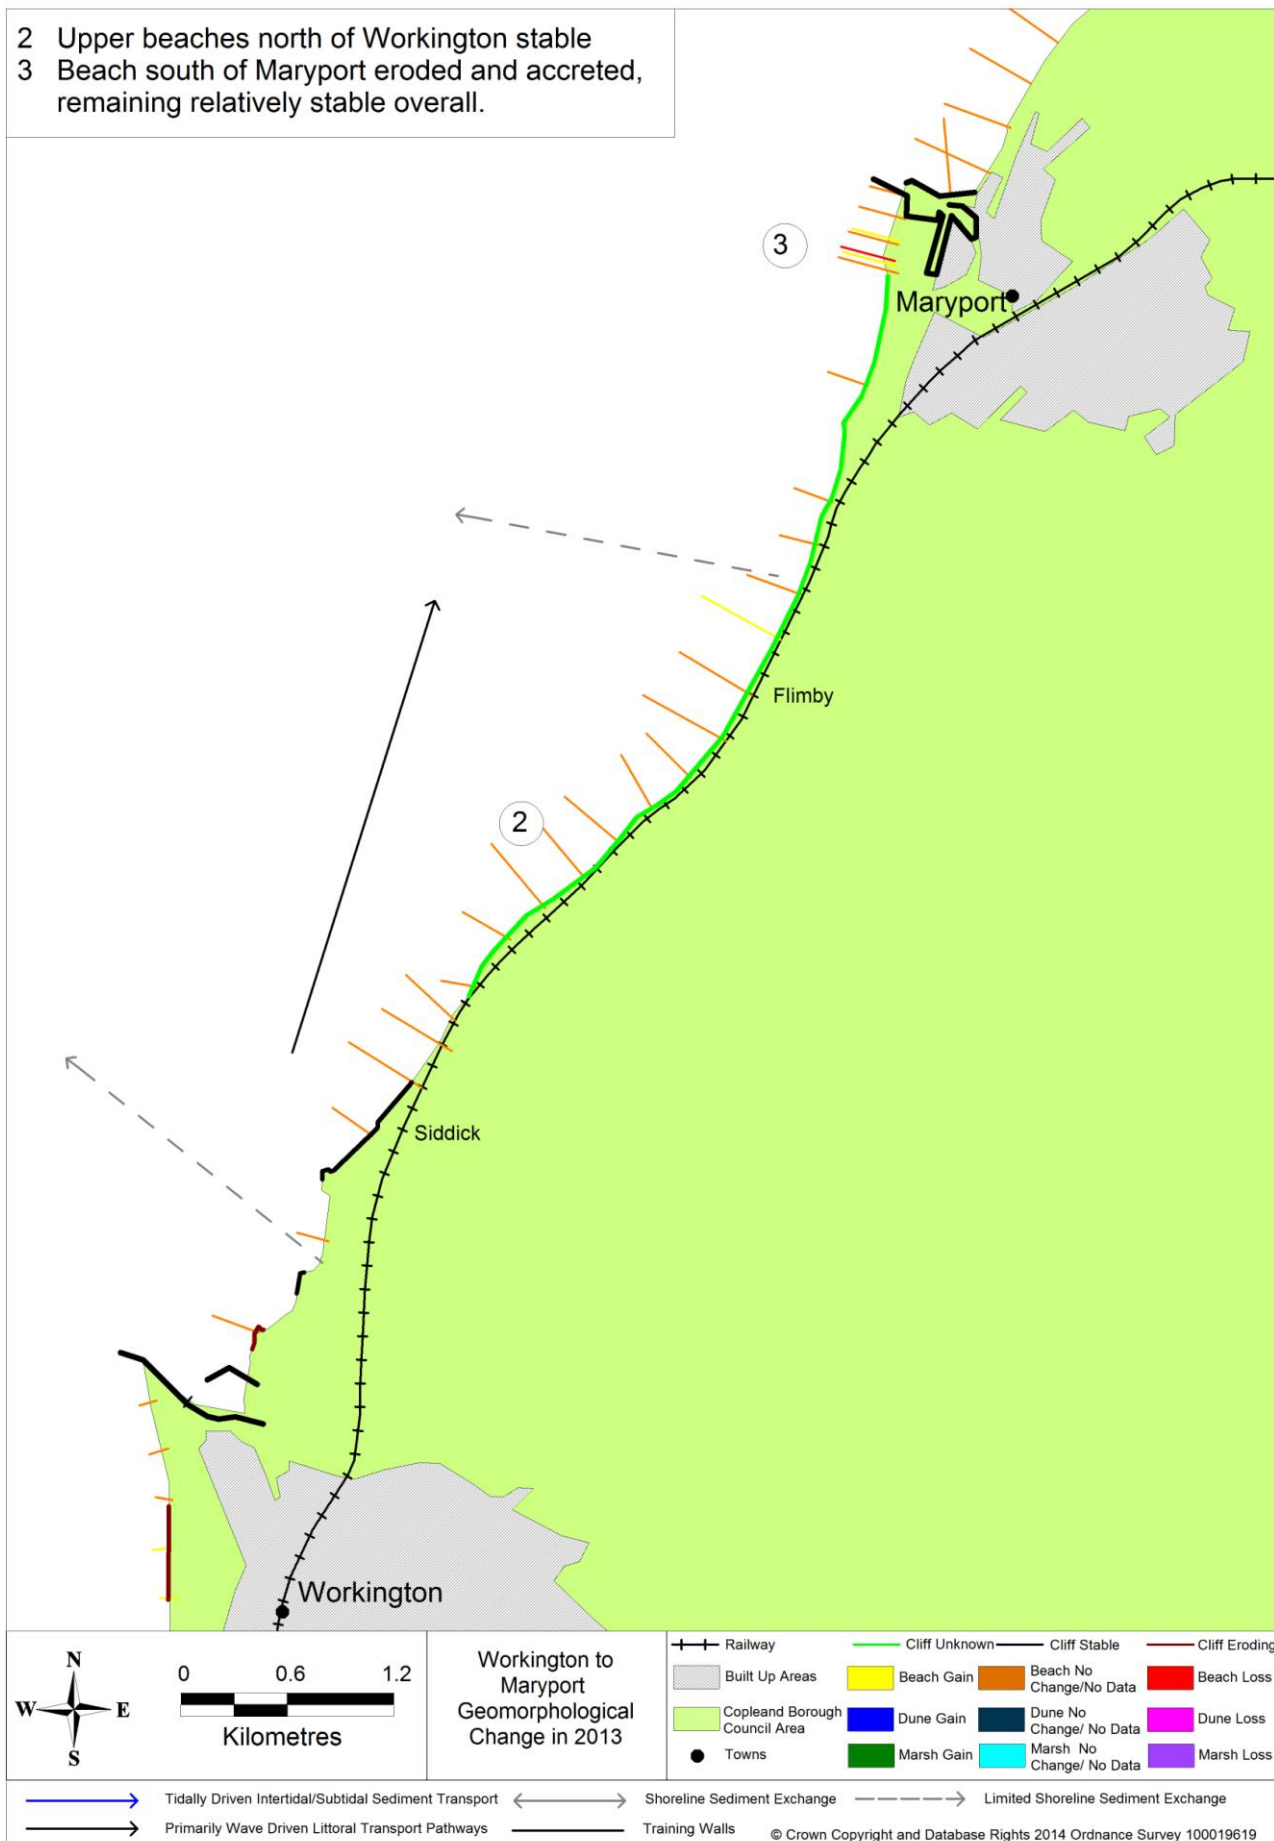 2 Upper beaches north of Workington stable
3 Beach south of Maryport eroded and accreted,
remaining relatively stable overall.
3
Maryport
Flimby
2
Siddick
Workington
N
W E
S
0 0.6 1.2
Kilometres
Workington to
Maryport
Geomorphological
Change in 2013
Railway
Cliff Unknown
Cliff Stable
Cliff Eroding
Built Up Areas
Beach Gain
Beach No
Change/No Data
Beach Loss
Copleand Borough
Council Area
Dune Gain
Dune No
Change/ No Data
Dune Loss
Towns
Marsh Gain
Marsh No
Change/ No Data
Marsh Loss
Tidally Driven Intertidal/Subtidal Sediment Transport
Shoreline Sediment Exchange
Limited Shoreline Sediment Exchange
Primarily Wave Driven Littoral Transport Pathways
Training Walls
© Crown Copyright and Database Rights 2014 Ordnance Survey 100019619